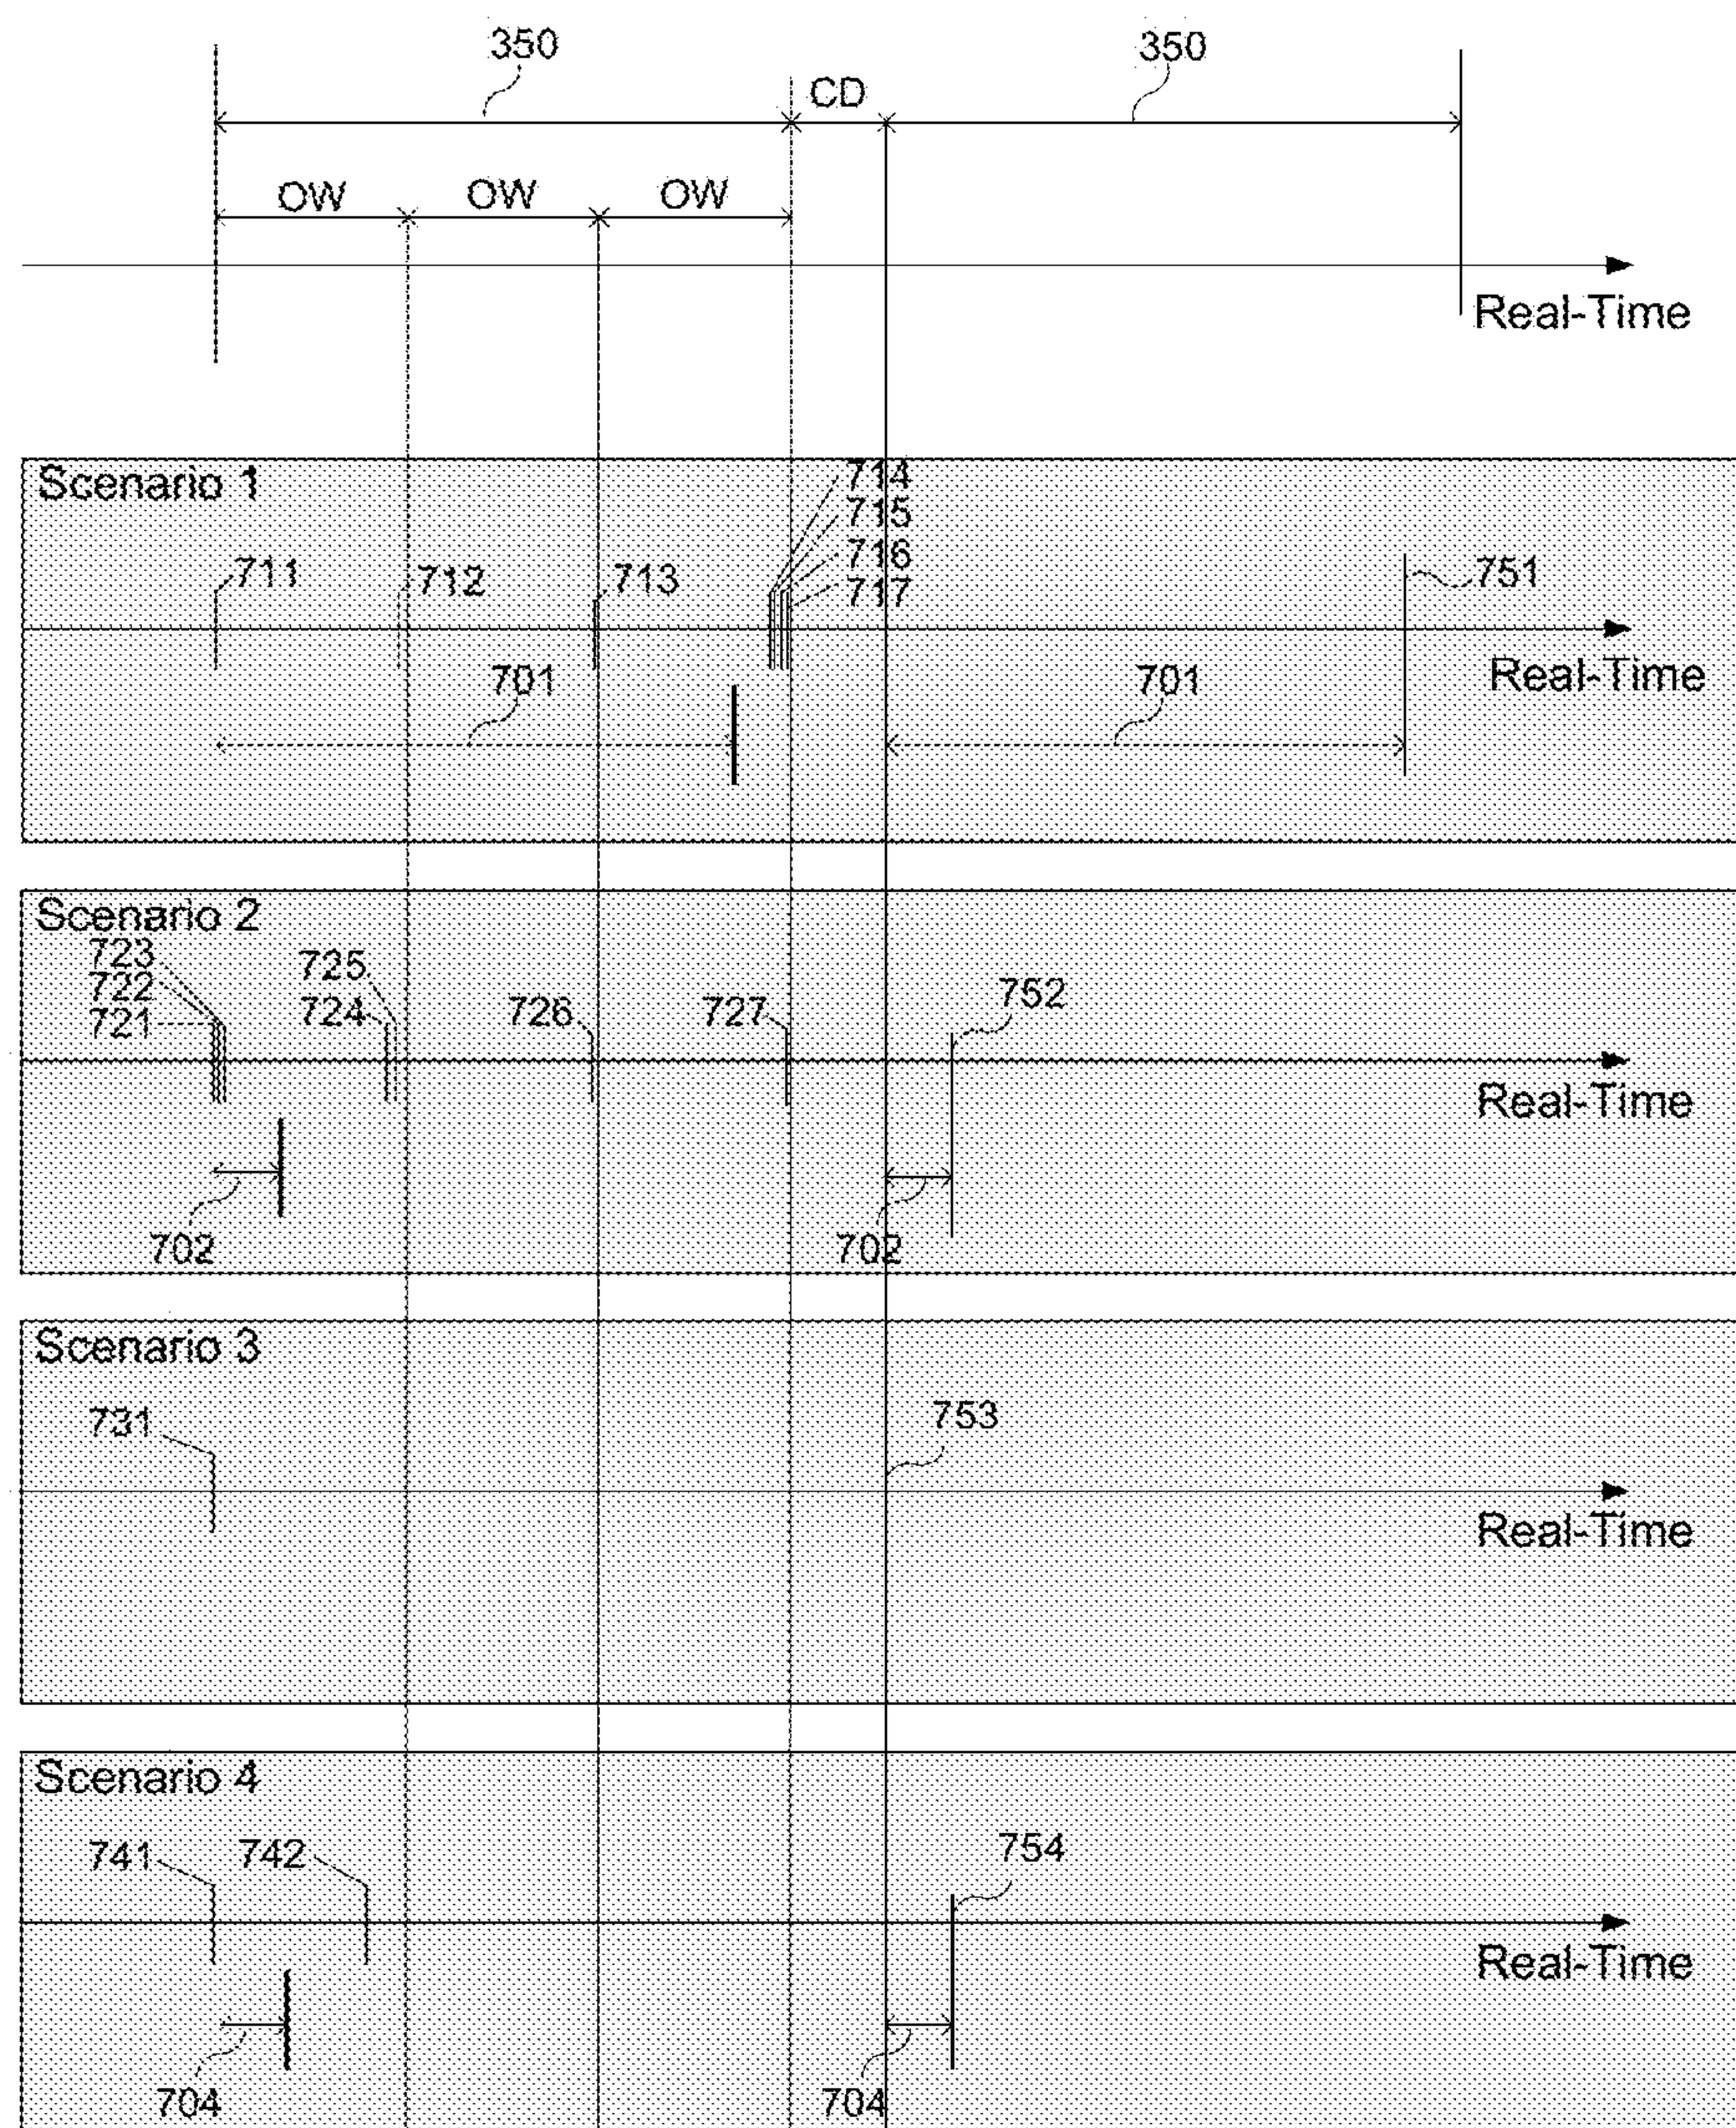 350
350
CD
OW OW OW
Real-Time
Scenario 1
714
715
716
717
711
712
713
751
Real-Time
701
701
Scenario 2
723
722
721
725
724
726
727
752
Real-Time
702
702
Scenario 3
731
753
Real-Time
Scenario 4
741
742
754
Real-Time
704
704